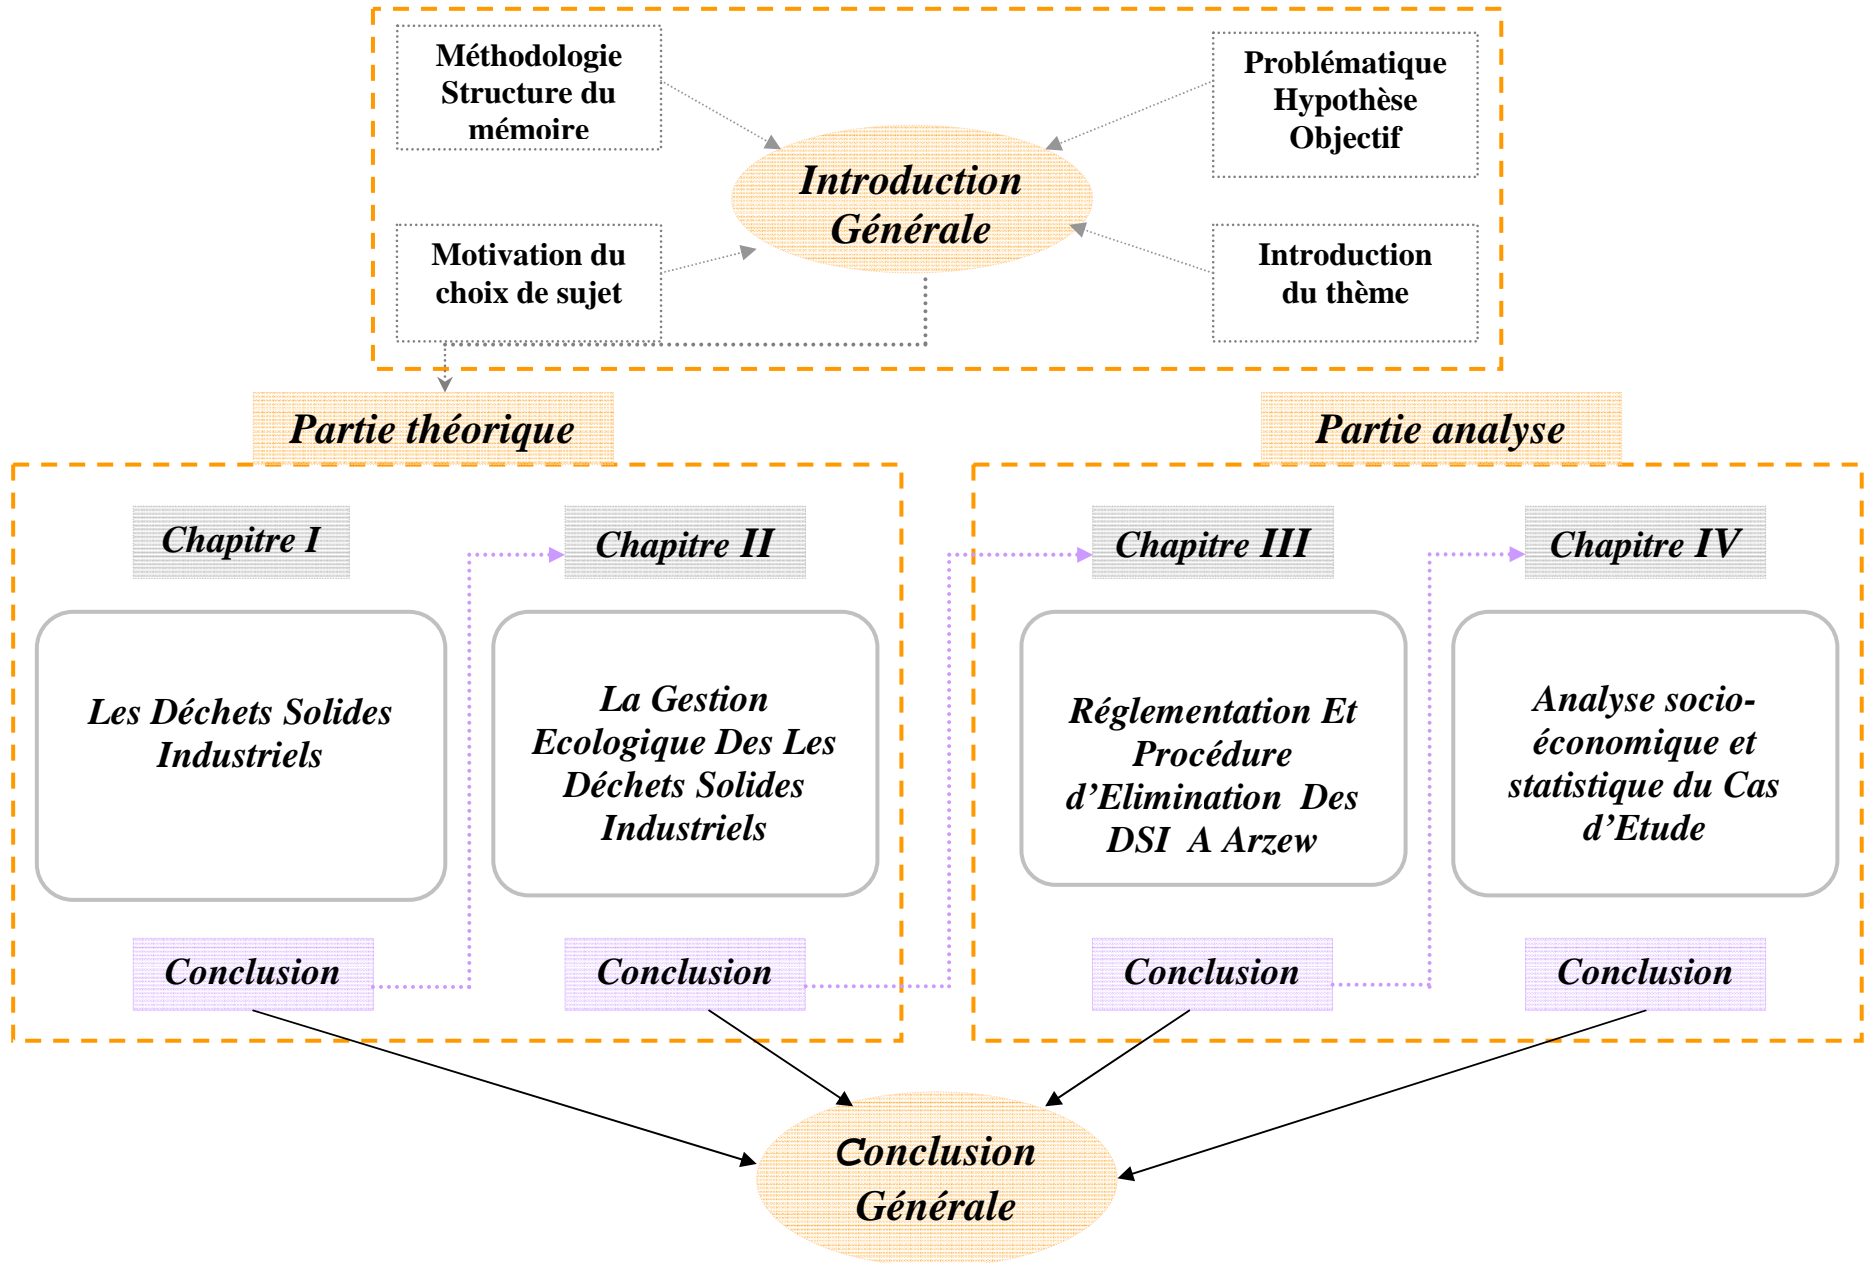 Méthodologie
Structure du
mémoire
Problématique
Hypothèse
Objectif
Introduction
Générale
Motivation du
choix de sujet
Introduction
du thème
Partie théorique
Partie analyse
Chapitre I
Chapitre II
Chapitre III
Chapitre IV
Les Déchets Solides
Industriels
La Gestion
Ecologique Des Les
Déchets Solides
Industriels
Réglementation Et
Procédure
d’Elimination Des
DSI A Arzew
Analyse socio-
économique et
statistique du Cas
d’Etude
Conclusion
Conclusion
Conclusion
Conclusion
Conclusion
Générale